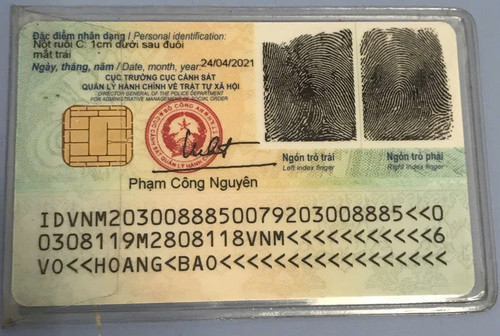 Đặc điểm nhân dạng / Personal identification:
Nốt ruồi C: 1cm dưới sau đuôi
mắt trái
Ngày, tháng, năm / Date, month, year: 24/04/2021
CỤC TRƯỞNG CỤC CẢNH SÁT
QUẢN LÝ HÀNH CHÍNH VỀ TRẬT TỰ XÃ HỘI
DIRECTOR GENERAL OF THE POLICE DEPARTMENT
FOR ADMINISTRATIVE MANAGEMENT OF SOCIAL ORDER
Ngón trỏ trái
Left index finger
Ngón trỏ phải
Right index finger
Phạm Công Nguyên
IDVNM2030088850079203008885<<0
0308119M2808118VNM<<<<<<<<<<<6
VO<<HOANG<BAO<<<<<<<<<<<<<<<<<